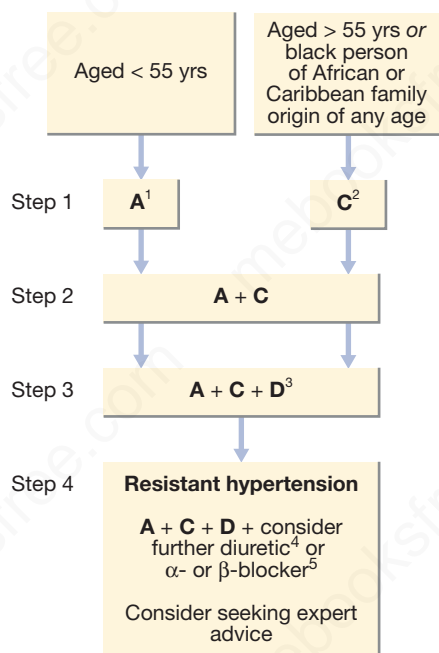 Aged < 55 yrs
Aged > 55 yrs or
black person
of African or
Caribbean family
origin of any age
Step 1
A¹
C²
Step 2
A + C
Step 3
A + C + D³
Step 4
Resistant hypertension
A + C + D + consider
further diuretic⁴ or
α- or β-blocker⁵
Consider seeking expert
advice